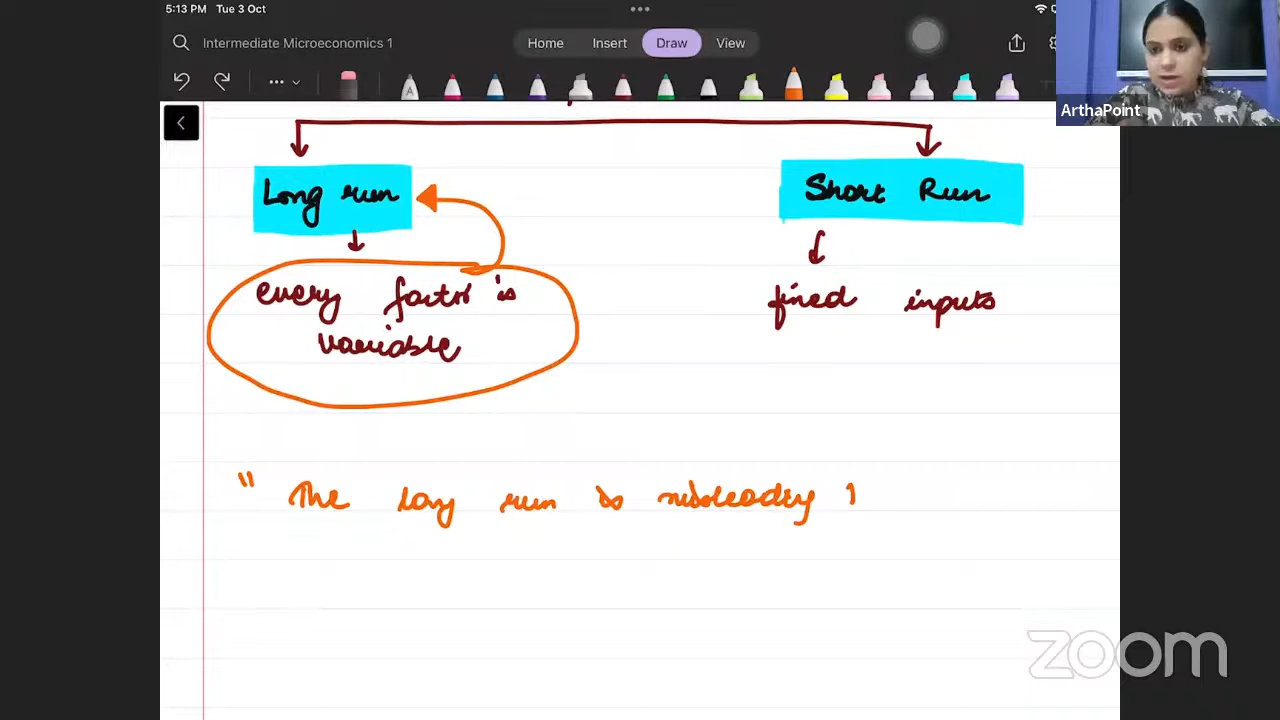 5:13 PM Tue 3 Oct
Intermediate Microeconomics 1
Home Insert Draw View
A
ArthaPoint
Long run
Short Run
every factor is
variable
fixed inputs
" The long run is misleading
zoom